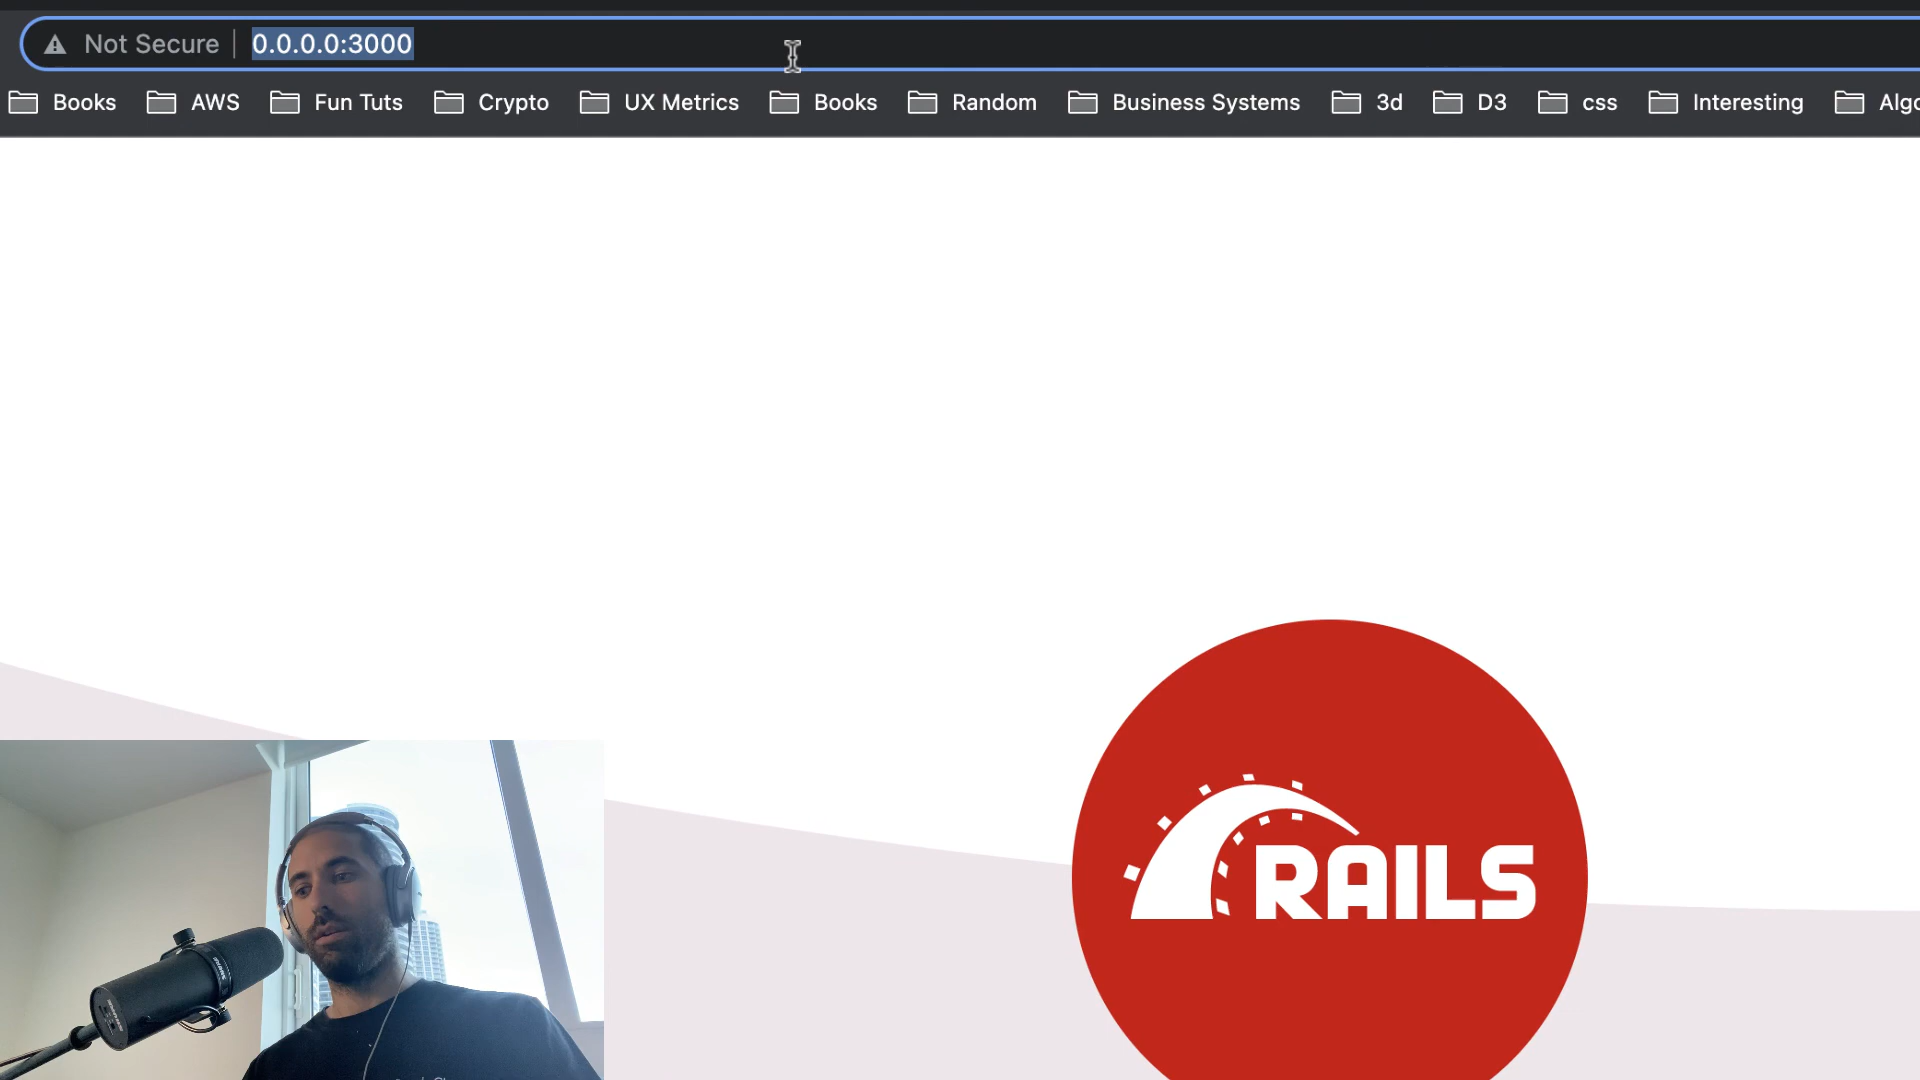 Not Secure 0.0.0.0:3000
Books AWS Fun Tuts Crypto UX Metrics Books Random Business Systems 3d D3 css Interesting Algo
RAILS